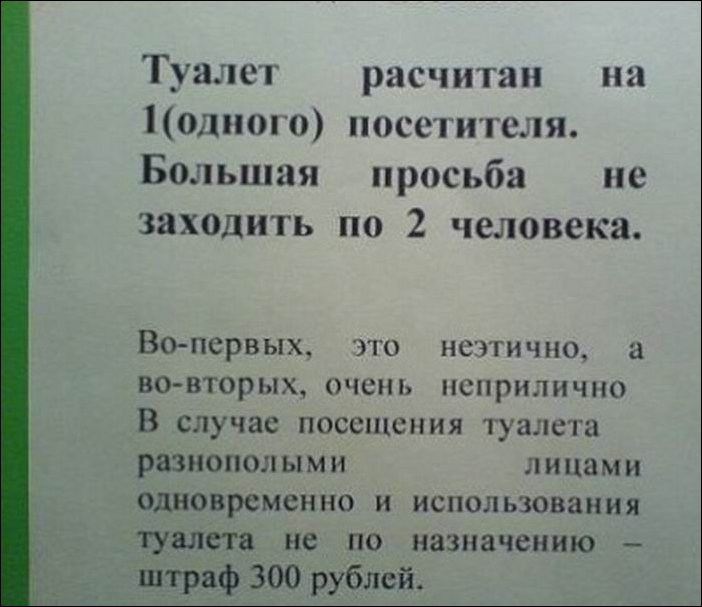 Туалет расчитан на
1(одного) посетителя.
Большая просьба не
заходить по 2 человека.
Во-первых, это неэтично, а
во-вторых, очень неприлично
В случае посещения туалета
разнополыми лицами
одновременно и использования
туалета не по назначению –
штраф 300 рублей.